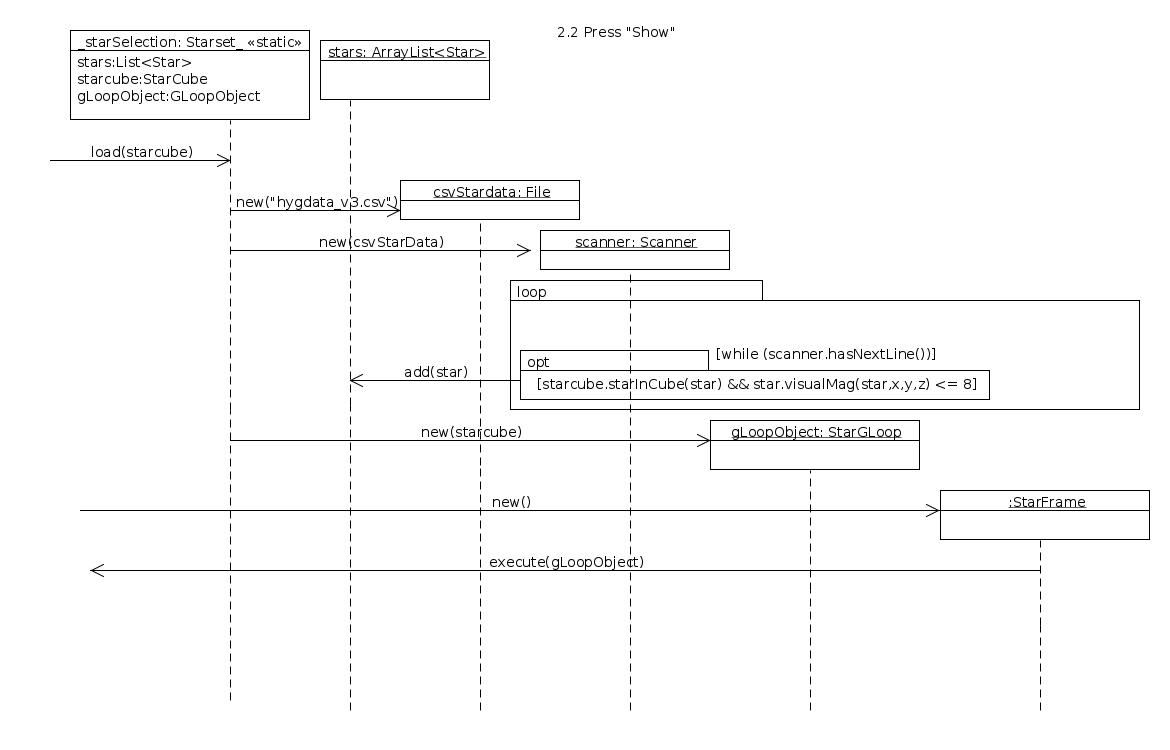 2.2 Press "Show"
_starSelection: Starset_ «static»
stars:List<Star>
starcube:StarCube
gLoopObject:GLoopObject
stars: ArrayList<Star>
load(starcube)
csvStardata: File
new("hygdata_v3.csv")
new(csvStarData)
scanner: Scanner
loop
[while (scanner.hasNextLine())]
opt
add(star)
[starcube.starInCube(star) && star.visualMag(star,x,y,z) <= 8]
new(starcube)
gLoopObject: StarGLoop
new()
:StarFrame
execute(gLoopObject)